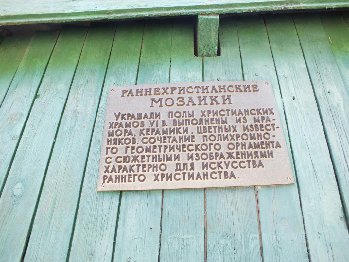 РАННЕХРИСТИАНСКИЕ
МОЗАИКИ
УКРАШАЛИ ПОЛЫ ХРИСТИАНСКИХ
ХРАМОВ VI В. ВЫПОЛНЕНЫ ИЗ МРА-
МОРА, КЕРАМИКИ, ЦВЕТНЫХ ИЗВЕСТ-
НЯКОВ. СОЧЕТАНИЕ ПОЛИХРОМНО-
ГО ГЕОМЕТРИЧЕСКОГО ОРНАМЕНТА
С СЮЖЕТНЫМИ ИЗОБРАЖЕНИЯМИ
ХАРАКТЕРНО ДЛЯ ИСКУССТВА
РАННЕГО ХРИСТИАНСТВА.